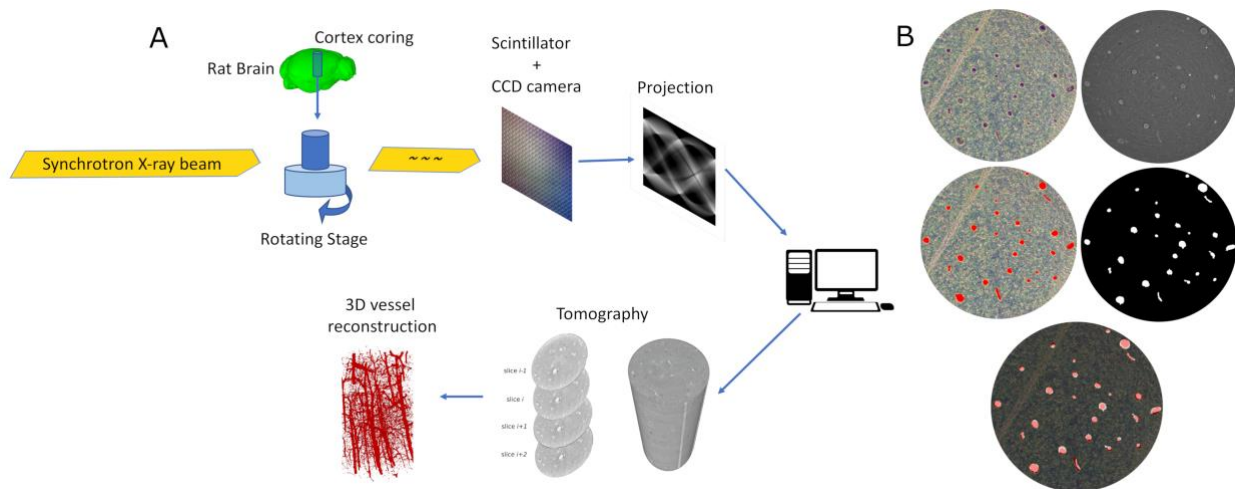 A
Cortex coring
Rat Brain
Synchrotron X-ray beam
~ ~ ~
Rotating Stage
Scintillator
+
CCD camera
Projection
Tomography
slice i-1
slice i
slice i+1
slice i+2
3D vessel
reconstruction
B